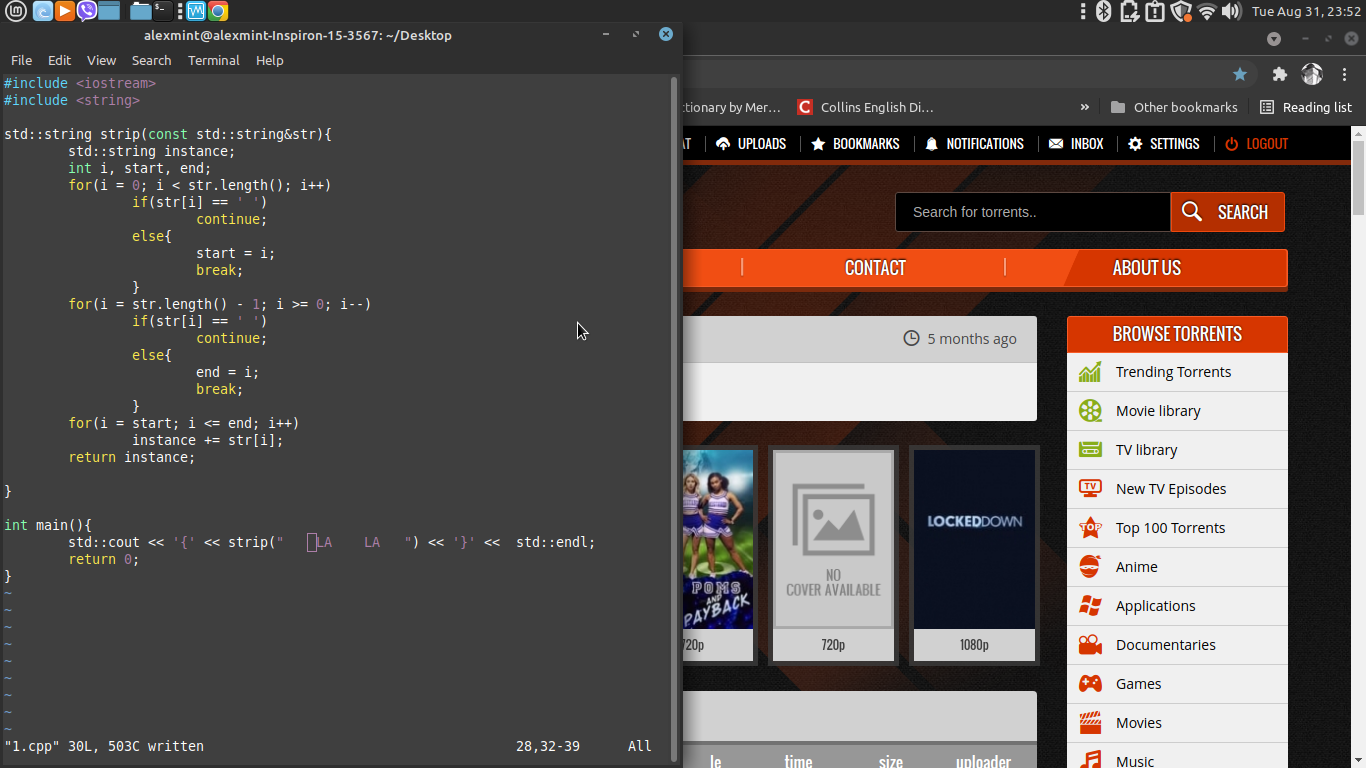 Tue Aug 31, 23:52
alexmint@alexmint-Inspiron-15-3567: ~/Desktop
File Edit View Search Terminal Help
#include <iostream>
#include <string>
std::string strip(const std::string&str){
        std::string instance;
        int i, start, end;
        for(i = 0; i < str.length(); i++)
                if(str[i] == ' ')
                        continue;
                else{
                        start = i;
                        break;
                }
        for(i = str.length() - 1; i >= 0; i--)
                if(str[i] == ' ')
                        continue;
                else{
                        end = i;
                        break;
                }
        for(i = start; i <= end; i++)
                instance += str[i];
        return instance;
}
int main(){
        std::cout << '{' << strip("    LA    LA   ") << '}' <<  std::endl;
        return 0;
}
~
~
~
~
~
~
~
~
~
"1.cpp" 30L, 503C written 28,32-39 All
ctionary by Mer… Collins English Di… » Other bookmarks Reading list
AT UPLOADS BOOKMARKS NOTIFICATIONS INBOX SETTINGS LOGOUT
Search for torrents.. SEARCH
CONTACT ABOUT US
5 months ago
POMS
AND
PAYBACK
720p
NO
COVER AVAILABLE
720p
LOCKED DOWN
1080p
le time size uploader
BROWSE TORRENTS
Trending Torrents
Movie library
TV library
TV New TV Episodes
TOP Top 100 Torrents
Anime
Applications
Documentaries
Games
Movies
Music